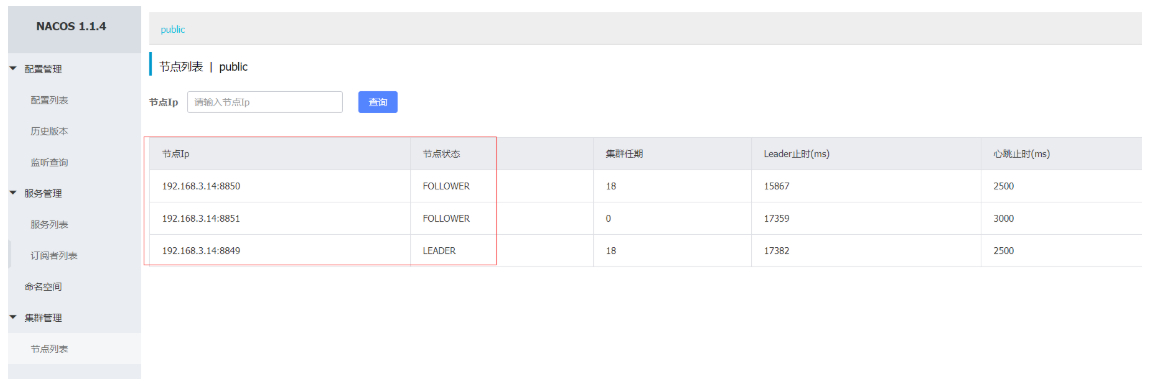 NACOS 1.1.4
配置管理
配置列表
历史版本
监听查询
服务管理
服务列表
订阅者列表
命名空间
集群管理
节点列表
public
节点列表 | public
节点Ip 请输入节点Ip 查询
节点Ip 节点状态 集群任期 Leader止时(ms) 心跳止时(ms)
192.168.3.14:8850 FOLLOWER 18 15867 2500
192.168.3.14:8851 FOLLOWER 0 17359 3000
192.168.3.14:8849 LEADER 18 17382 2500